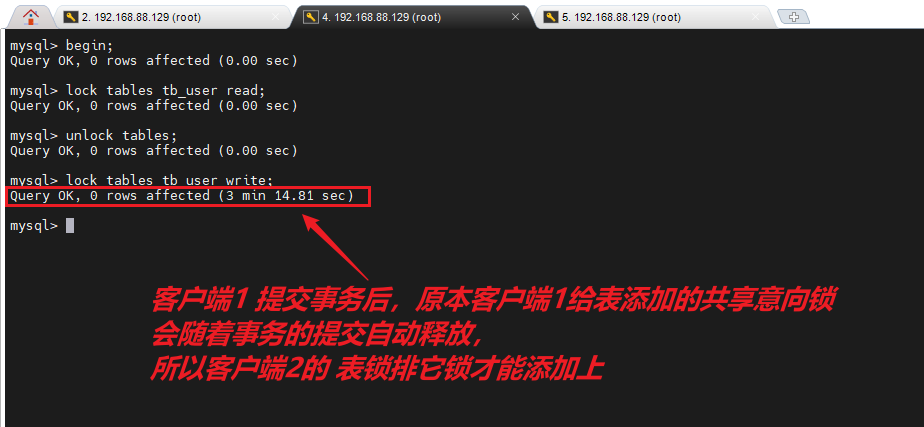 2. 192.168.88.129 (root)
4. 192.168.88.129 (root)
5. 192.168.88.129 (root)
mysql> begin;
Query OK, 0 rows affected (0.00 sec)
mysql> lock tables tb_user read;
Query OK, 0 rows affected (0.00 sec)
mysql> unlock tables;
Query OK, 0 rows affected (0.00 sec)
mysql> lock tables tb_user write;
Query OK, 0 rows affected (3 min 14.81 sec)
mysql>
客户端1 提交事务后，原本客户端1给表添加的共享意向锁
会随着事务的提交自动释放，
所以客户端2的 表锁排它锁才能添加上